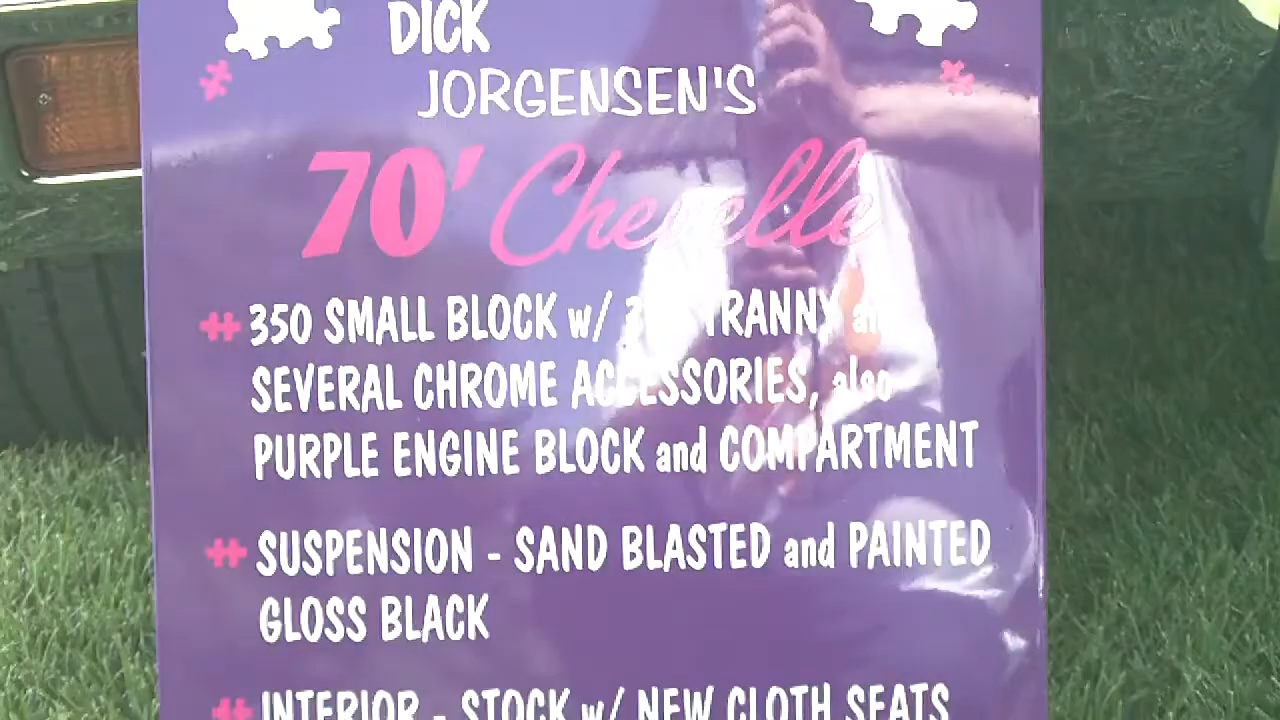 DICK
JORGENSEN'S
70' Chevelle
350 SMALL BLOCK w/ TRANNY
SEVERAL CHROME ACCESSORIES, also
PURPLE ENGINE BLOCK and COMPARTMENT
SUSPENSION - SAND BLASTED and PAINTED
GLOSS BLACK
INTERIOR - STOCK w/ NEW CLOTH SEATS